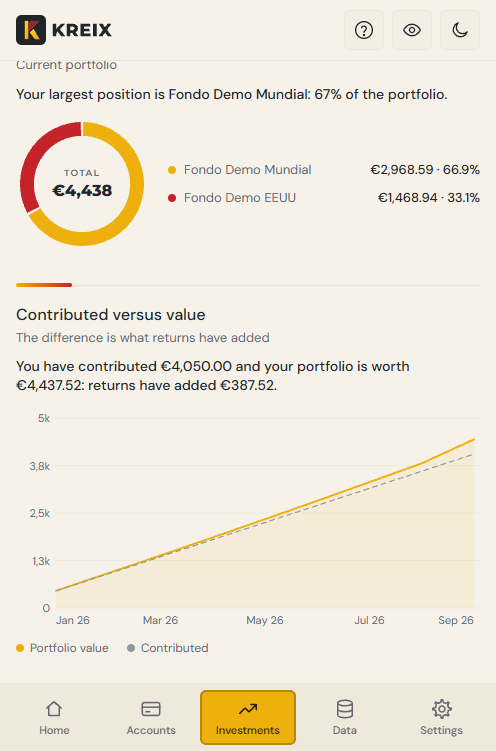 KREIX
Current portfolio
Your largest position is Fondo Demo Mundial: 67% of the portfolio.
TOTAL
€4,438
Fondo Demo Mundial €2,968.59 · 66.9%
Fondo Demo EEUU €1,468.94 · 33.1%
Contributed versus value
The difference is what returns have added
You have contributed €4,050.00 and your portfolio is worth
€4,437.52: returns have added €387.52.
5k
3,8k
2,5k
1,3k
0
Jan 26 Mar 26 May 26 Jul 26 Sep 26
Portfolio value Contributed
Home Accounts Investments Data Settings